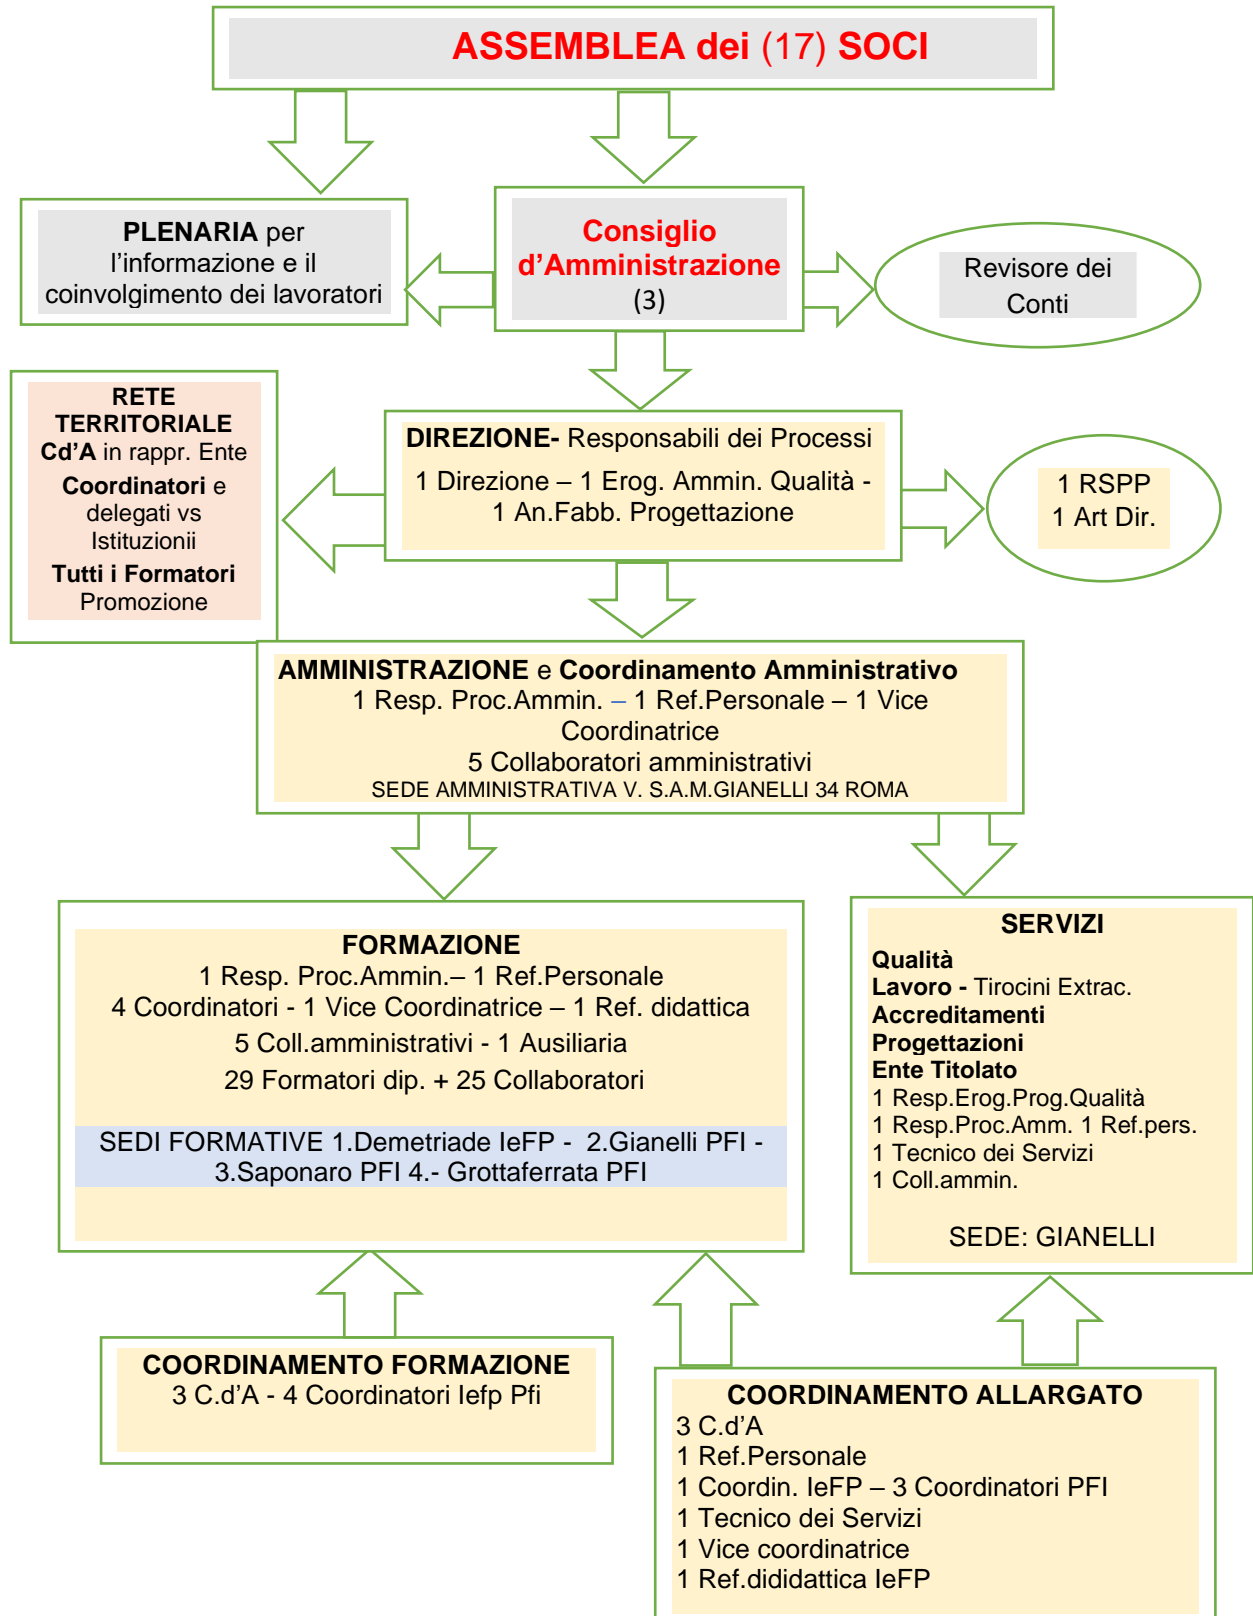 ASSEMBLEA dei (17) SOCI
PLENARIA per
l'informazione e il
coinvolgimento dei lavoratori
Consiglio
d'Amministrazione
(3)
Revisore dei
Conti
RETE
TERRITORIALE
Cd'A in rappr. Ente
Coordinatori e
delegati vs
Istituzionii
Tutti i Formatori
Promozione
DIREZIONE- Responsabili dei Processi
1 Direzione – 1 Erog. Ammin. Qualità -
1 An.Fabb. Progettazione
1 RSPP
1 Art Dir.
AMMINISTRAZIONE e Coordinamento Amministrativo
1 Resp. Proc.Ammin. – 1 Ref.Personale – 1 Vice
Coordinatrice
5 Collaboratori amministrativi
SEDE AMMINISTRATIVA V. S.A.M.GIANELLI 34 ROMA
FORMAZIONE
1 Resp. Proc.Ammin.– 1 Ref.Personale
4 Coordinatori - 1 Vice Coordinatrice – 1 Ref. didattica
5 Coll.amministrativi - 1 Ausiliaria
29 Formatori dip. + 25 Collaboratori
SEDI FORMATIVE 1.Demetriade IeFP - 2.Gianelli PFI -
3.Saponaro PFI 4.- Grottaferrata PFI
SERVIZI
Qualità
Lavoro - Tirocini Extrac.
Accreditamenti
Progettazioni
Ente Titolato
1 Resp.Erog.Prog.Qualità
1 Resp.Proc.Amm. 1 Ref.pers.
1 Tecnico dei Servizi
1 Coll.ammin.
SEDE: GIANELLI
COORDINAMENTO FORMAZIONE
3 C.d'A - 4 Coordinatori Iefp Pfi
COORDINAMENTO ALLARGATO
3 C.d'A
1 Ref.Personale
1 Coordin. IeFP – 3 Coordinatori PFI
1 Tecnico dei Servizi
1 Vice coordinatrice
1 Ref.dididattica IeFP